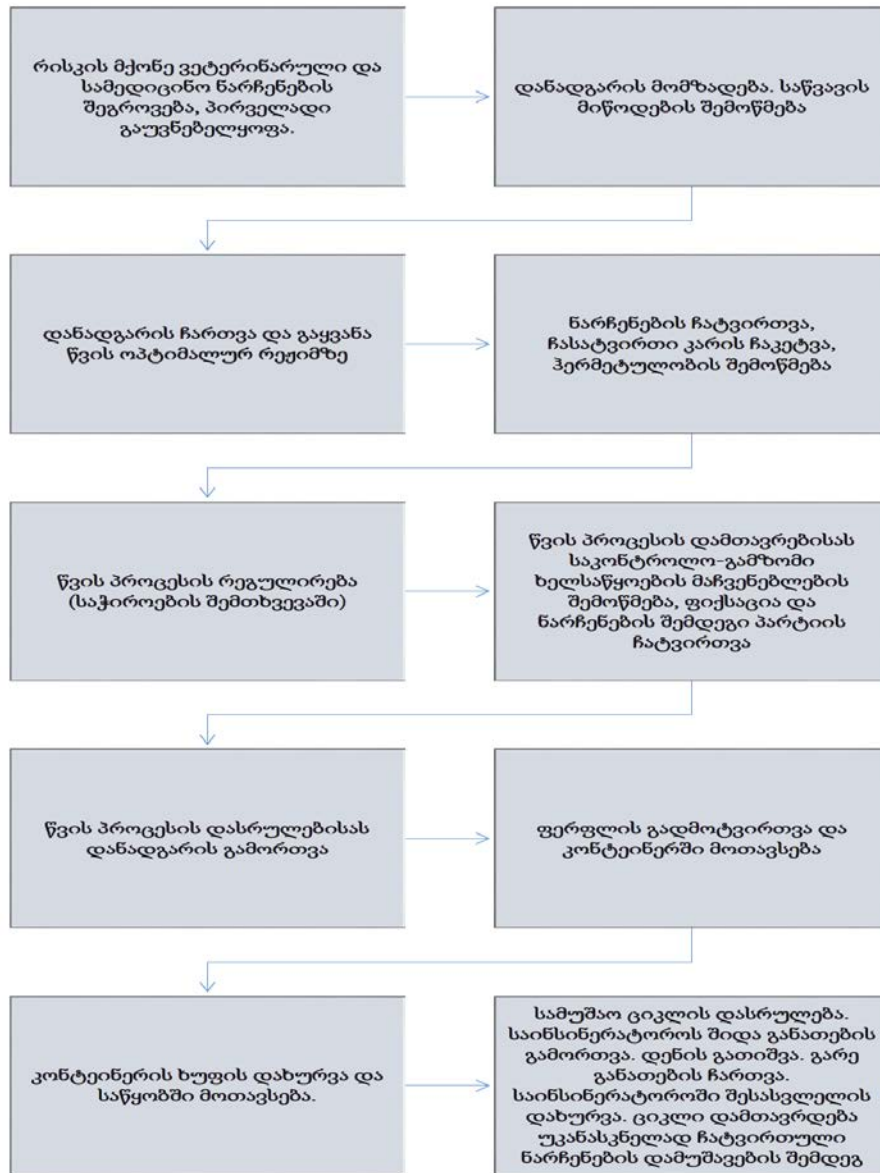 რისკის მქონე ვეტერინარული და
სამედიცინო ნარჩენების
შეგროვება, პირველადი
გაუვნებელყოფა.
დანადგარის მომზადება. საწვავის
მიწოდების შემოწმება
დანადგარის ჩართვა და გაყვანა
წვის ოპტიმალურ რეჟიმზე
ნარჩენების ჩატვირთვა,
ჩასატვირთი კარის ჩაკეტვა,
ჰერმეტულობის შემოწმება
წვის პროცესის რეგულირება
(საჭიროების შემთხვევაში)
წვის პროცესის დამთავრებისას
საკონტროლო-გამზომი
ხელსაწყოების მაჩვენებლების
შემოწმება, ფიქსაცია და
ნარჩენების შემდეგი პარტიის
ჩატვირთვა
წვის პროცესის დასრულებისას
დანადგარის გამორთვა
ფერფლის გადმოტვირთვა და
კონტეინერში მოთავსება
კონტეინერის ხუფის დახურვა და
საწყობში მოთავსება.
სამუშაო ციკლის დასრულება.
საინსინერატოროს შიდა განათების
გამორთვა. დენის გათიშვა. გარე
განათების ჩართვა.
საინსინერატოროში შესასვლელის
დახურვა. ციკლი დამთავრდება
უკანასკნელად ჩატვირთული
ნარჩენების დამუშავების შემდეგ